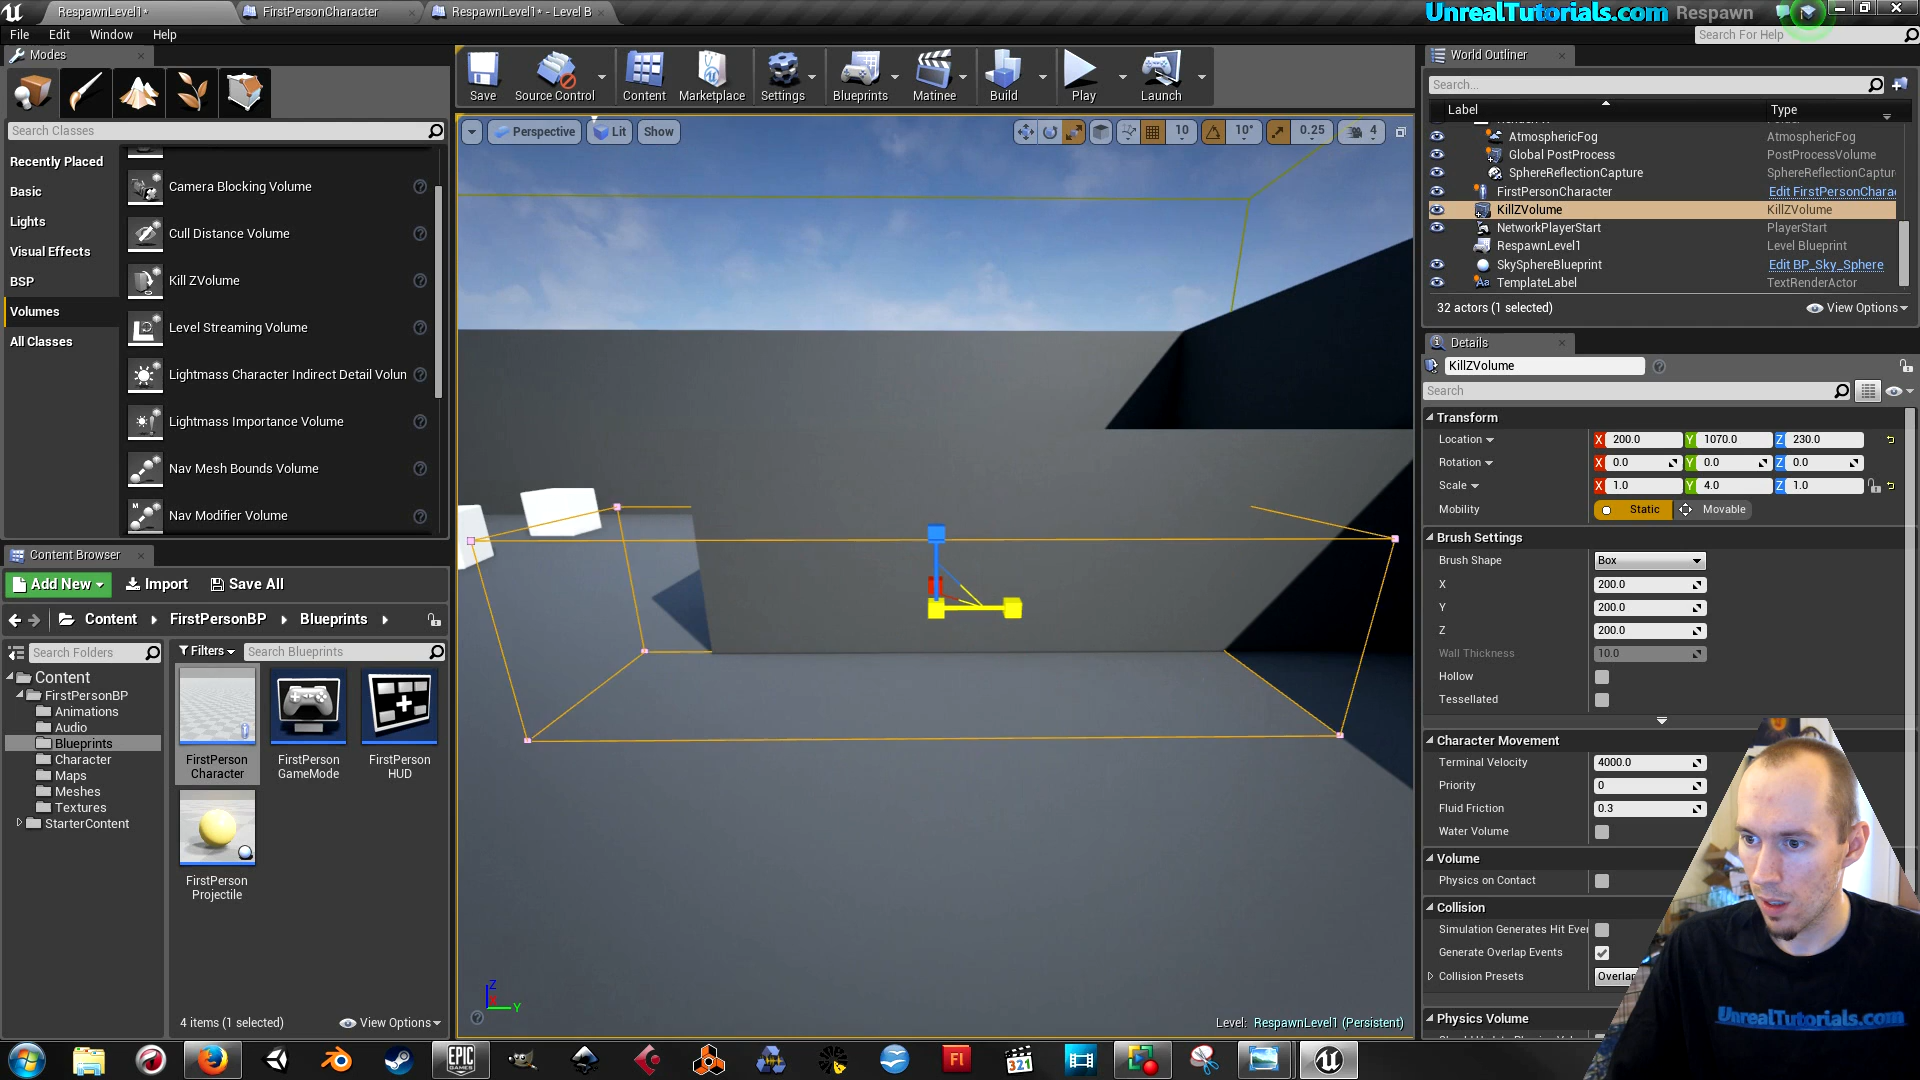 RespawnLevel1*
FirstPersonCharacter
RespawnLevel1* - Level B
UnrealTutorials.com Respawn
File Edit Window Help
Search For Help
Modes
Save
Source Control
Content
Marketplace
Settings
Blueprints
Matinee
Build
Play
Launch
Search Classes
Recently Placed
Basic
Lights
Visual Effects
BSP
Volumes
All Classes
Camera Blocking Volume
Cull Distance Volume
Kill ZVolume
Level Streaming Volume
Lightmass Character Indirect Detail Volun
Lightmass Importance Volume
Nav Mesh Bounds Volume
Nav Modifier Volume
Perspective
Lit
Show
10
10°
0.25
4
Z
Y
Level: RespawnLevel1 (Persistent)
Content Browser
Add New
Import
Save All
Content
FirstPersonBP
Blueprints
Search Folders
Filters
Search Blueprints
Content
FirstPersonBP
Animations
Audio
Blueprints
Character
Maps
Meshes
Textures
StarterContent
FirstPerson
Character
FirstPerson
GameMode
FirstPerson
HUD
FirstPerson
Projectile
4 items (1 selected)
View Options
World Outliner
Search...
Label Type
AtmosphericFog AtmosphericFog
Global PostProcess PostProcessVolume
SphereReflectionCapture SphereReflectionCaptur
FirstPersonCharacter Edit FirstPersonChara
KillZVolume KillZVolume
NetworkPlayerStart PlayerStart
RespawnLevel1 Level Blueprint
SkySphereBlueprint Edit BP_Sky_Sphere
TemplateLabel TextRenderActor
32 actors (1 selected)
View Options
Details
KillZVolume
Search
Transform
Location X 200.0 Y 1070.0 Z 230.0
Rotation X 0.0 Y 0.0 Z 0.0
Scale X 1.0 Y 4.0 Z 1.0
Mobility Static Movable
Brush Settings
Brush Shape Box
X 200.0
Y 200.0
Z 200.0
Wall Thickness 10.0
Hollow
Tessellated
Character Movement
Terminal Velocity 4000.0
Priority 0
Fluid Friction 0.3
Water Volume
Volume
Physics on Contact
Collision
Simulation Generates Hit Eve
Generate Overlap Events
Collision Presets Overlap
Physics Volume
UnrealTutorials.com
EPIC
GAMES
Fl
321